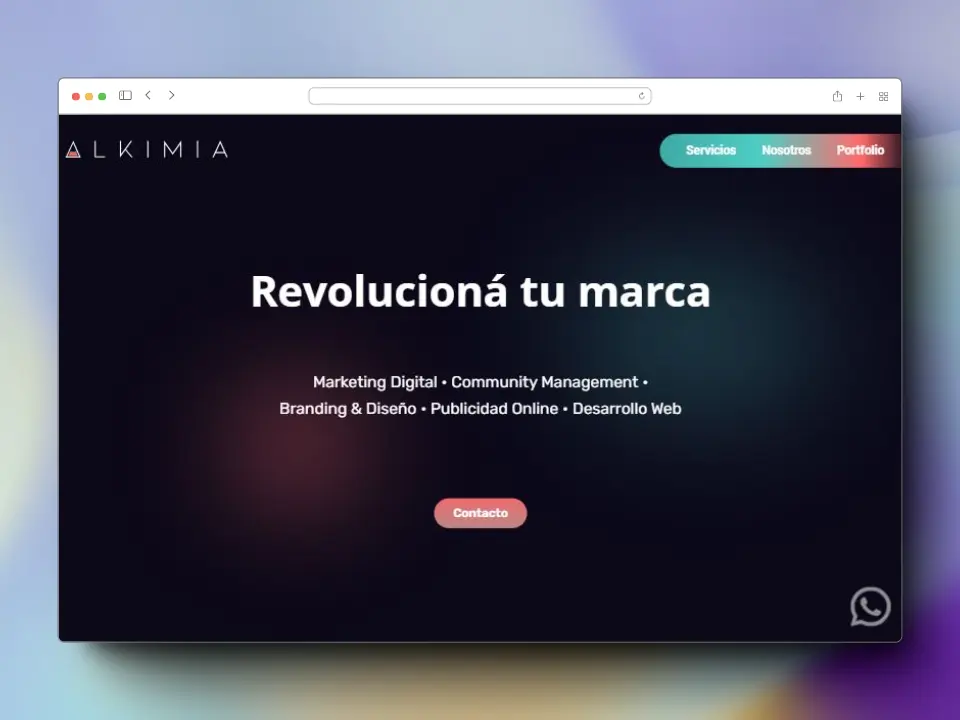 ALKIMIA
Servicios Nosotros Portfolio
Revolucioná tu marca
Marketing Digital • Community Management •
Branding & Diseño • Publicidad Online • Desarrollo Web
Contacto